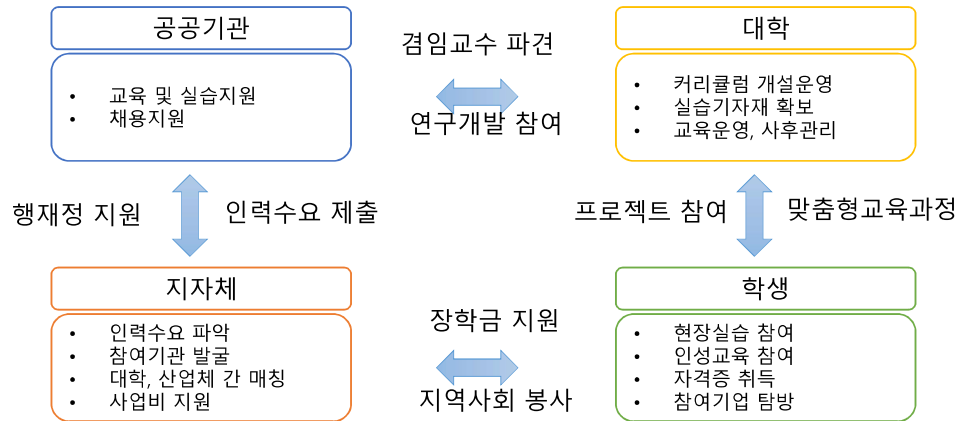 공공기관
• 교육 및 실습지원
• 채용지원
겸임교수 파견
연구개발 참여
대학
• 커리큘럼 개설운영
• 실습기자재 확보
• 교육운영, 사후관리
행재정 지원
인력수요 제출
프로젝트 참여
맞춤형교육과정
지자체
• 인력수요 파악
• 참여기관 발굴
• 대학, 산업체 간 매칭
• 사업비 지원
장학금 지원
지역사회 봉사
학생
• 현장실습 참여
• 인성교육 참여
• 자격증 취득
• 참여기업 탐방